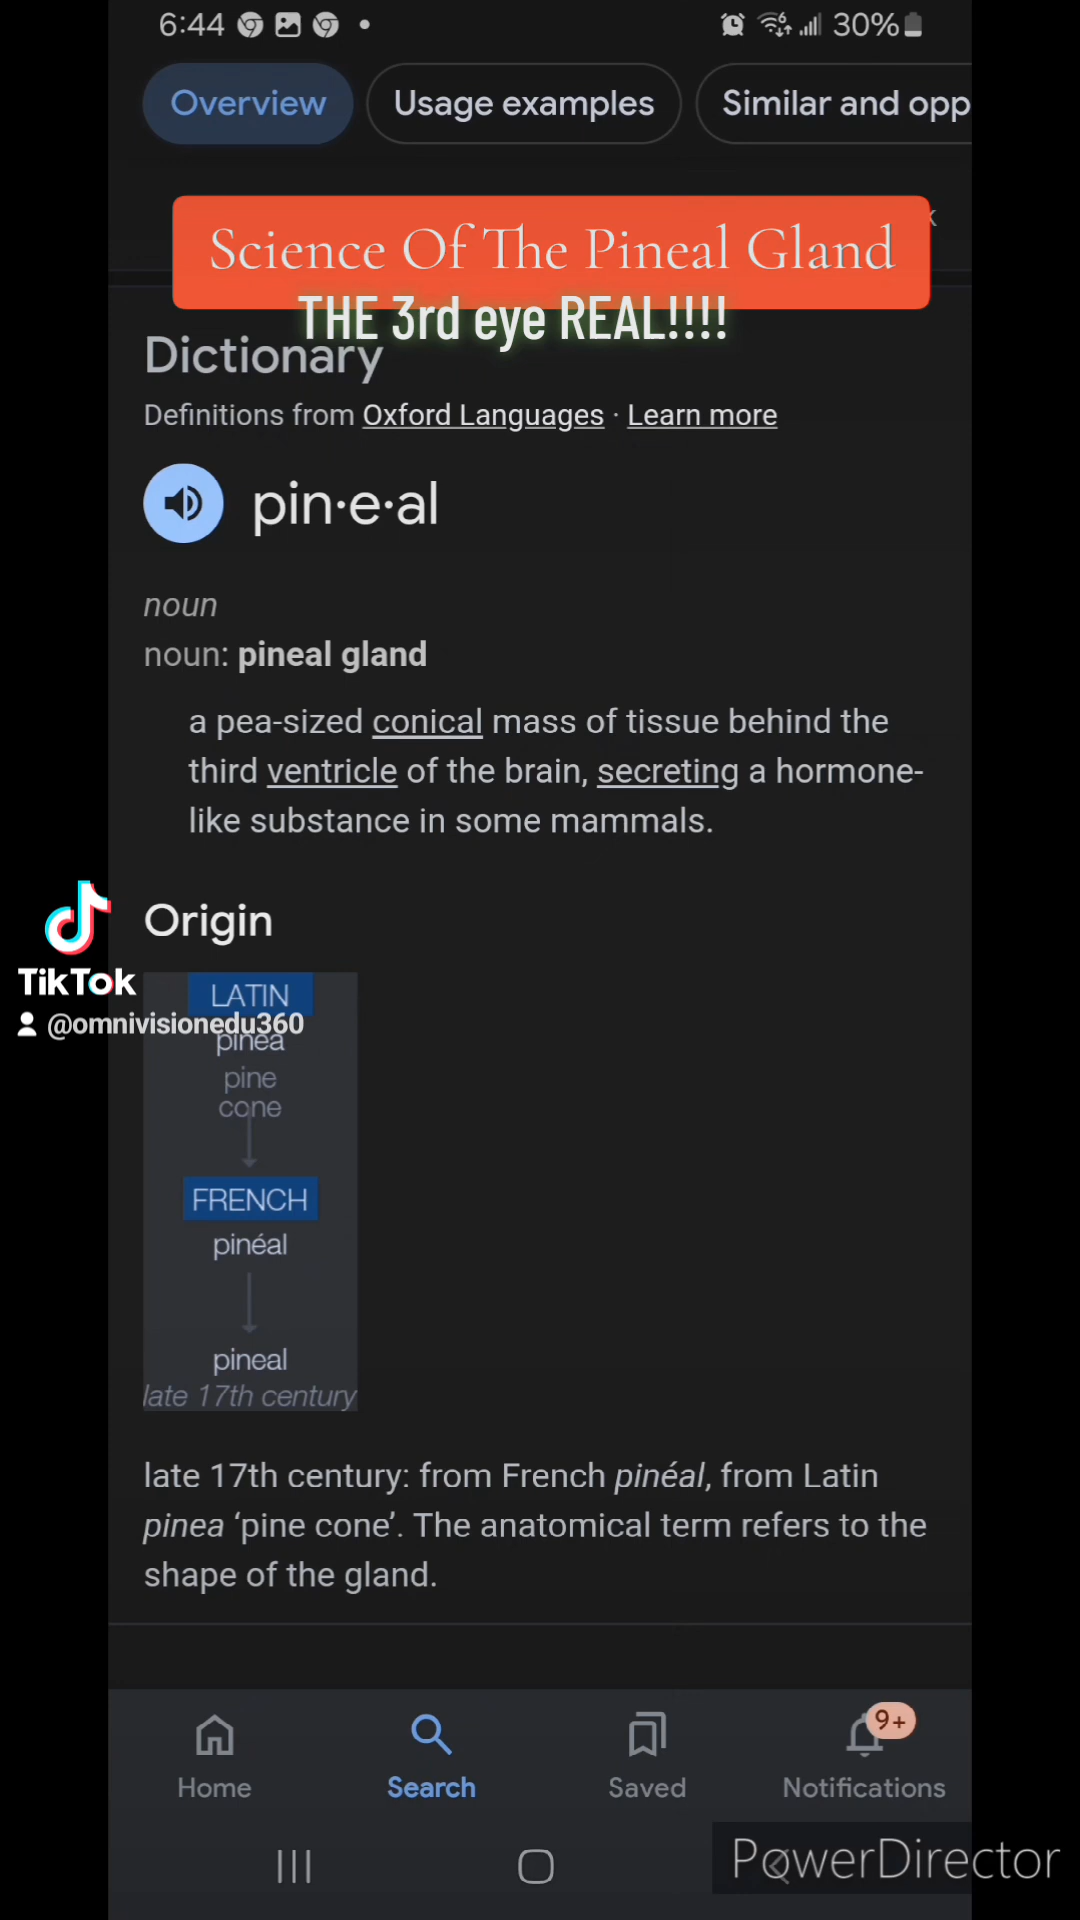 6:44 30%
Overview Usage examples Similar and opp
Science Of The Pineal Gland
THE 3rd eye REAL!!!!
Dictionary
Definitions from Oxford Languages · Learn more
pin·e·al
noun
noun: pineal gland
a pea-sized conical mass of tissue behind the
third ventricle of the brain, secreting a hormone-
like substance in some mammals.
Origin
TikTok
@omnivisionedu360
LATIN
pinea
pine
cone
FRENCH
pinéal
pineal
late 17th century
late 17th century: from French pinéal, from Latin
pinea ‘pine cone’. The anatomical term refers to the
shape of the gland.
9+
Home Search Saved Notifications
PowerDirector